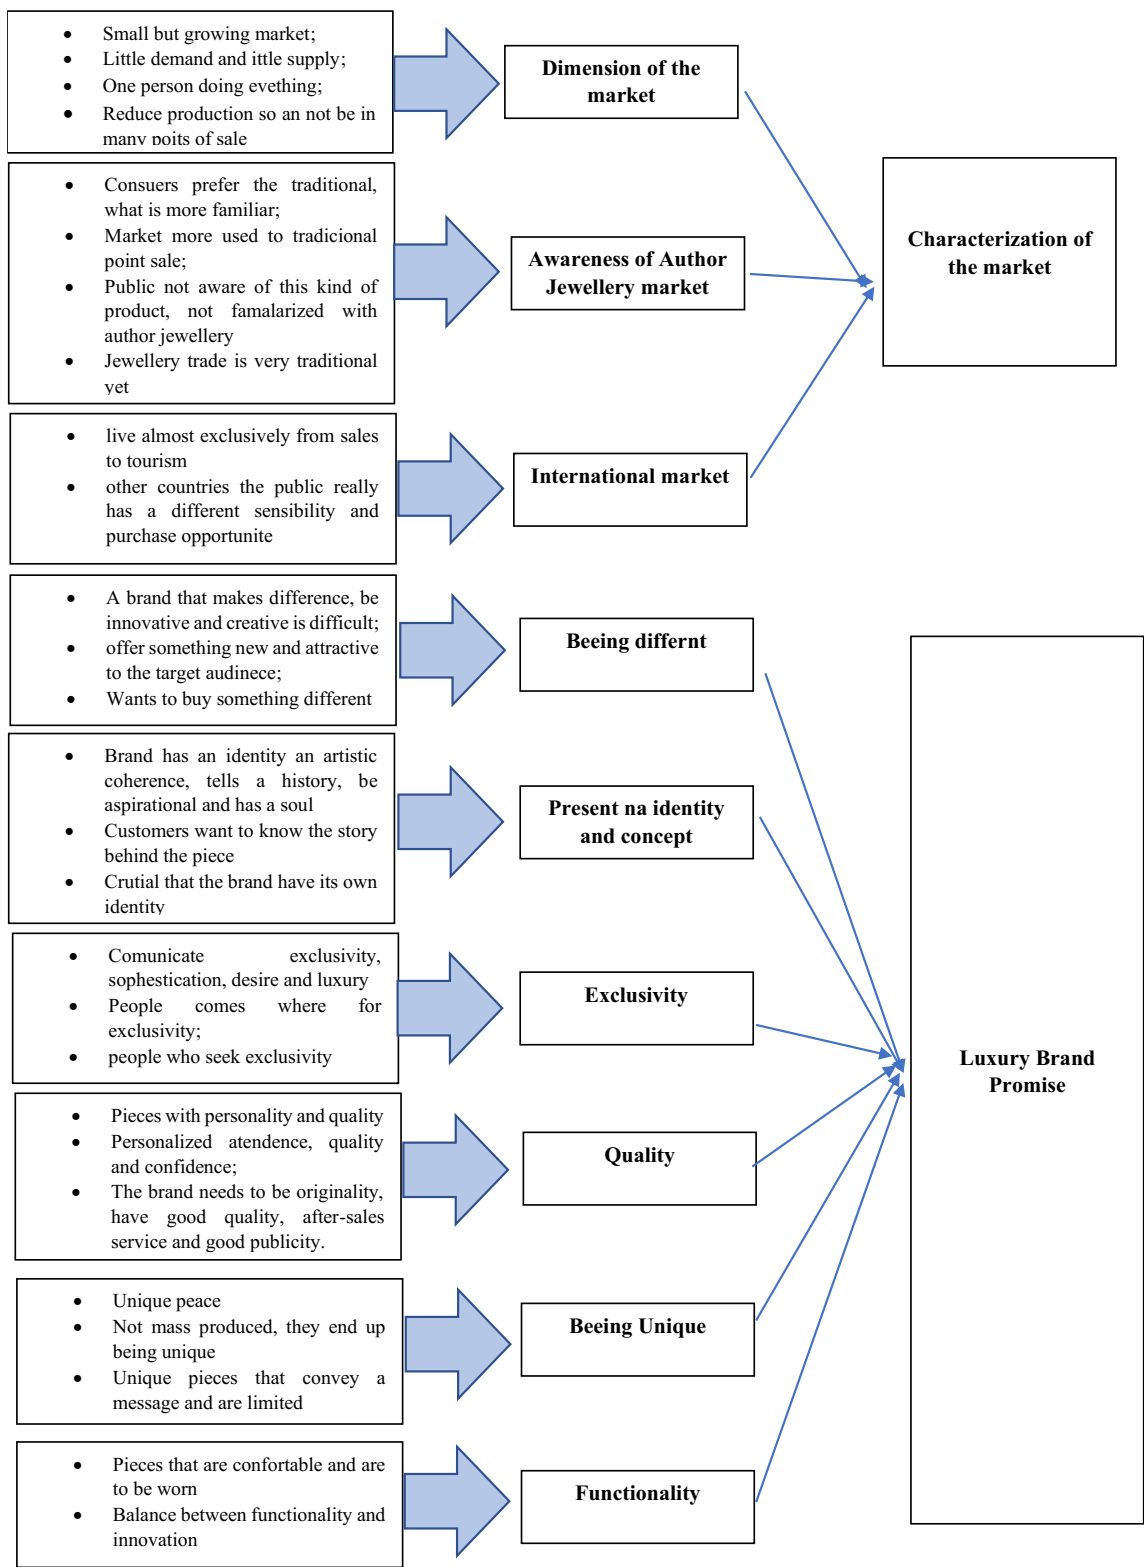 • Small but growing market;
• Little demand and ittle supply;
• One person doing evething;
• Reduce production so an not be in
many poits of sale
Dimension of the
market
• Consuers prefer the traditional,
what is more familiar;
• Market more used to tradicional
point sale;
• Public not aware of this kind of
product, not famalarized with
author jewellery
• Jewellery trade is very traditional
yet
Awareness of Author
Jewellery market
Characterization of
the market
• live almost exclusively from sales
to tourism
• other countries the public really
has a different sensibility and
purchase opportunite
International market
• A brand that makes difference, be
innovative and creative is difficult;
• offer something new and attractive
to the target audinece;
• Wants to buy something different
Beeing differnt
• Brand has an identity an artistic
coherence, tells a history, be
aspirational and has a soul
• Customers want to know the story
behind the piece
• Crutial that the brand have its own
identity
Present na identity
and concept
• Comunicate exclusivity,
sophestication, desire and luxury
• People comes where for
exclusivity;
• people who seek exclusivity
Exclusivity
Luxury Brand
Promise
• Pieces with personality and quality
• Personalized atendence, quality
and confidence;
• The brand needs to be originality,
have good quality, after-sales
service and good publicity.
Quality
• Unique peace
• Not mass produced, they end up
being unique
• Unique pieces that convey a
message and are limited
Beeing Unique
• Pieces that are confortable and are
to be worn
• Balance between functionality and
innovation
Functionality